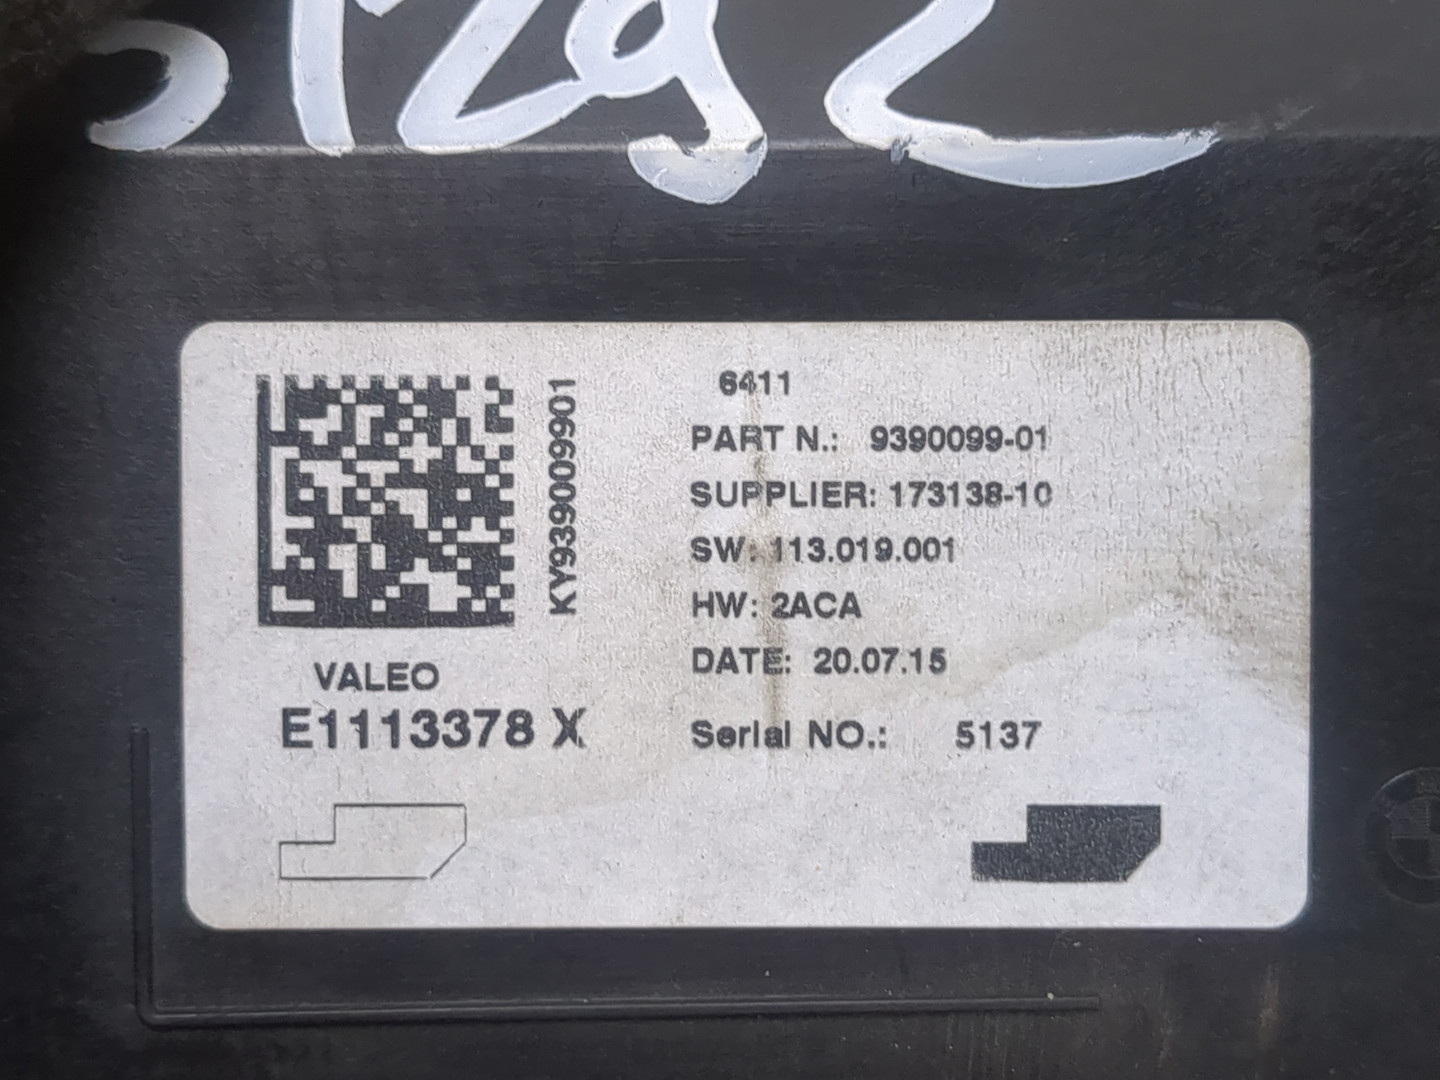 6411
PART N.: 9390099-01
SUPPLIER: 173138-10
SW: 113.019.001
HW: 2ACA
DATE: 20.07.15
Serial NO.: 5137
KY939009901
VALEO
E1113378 X